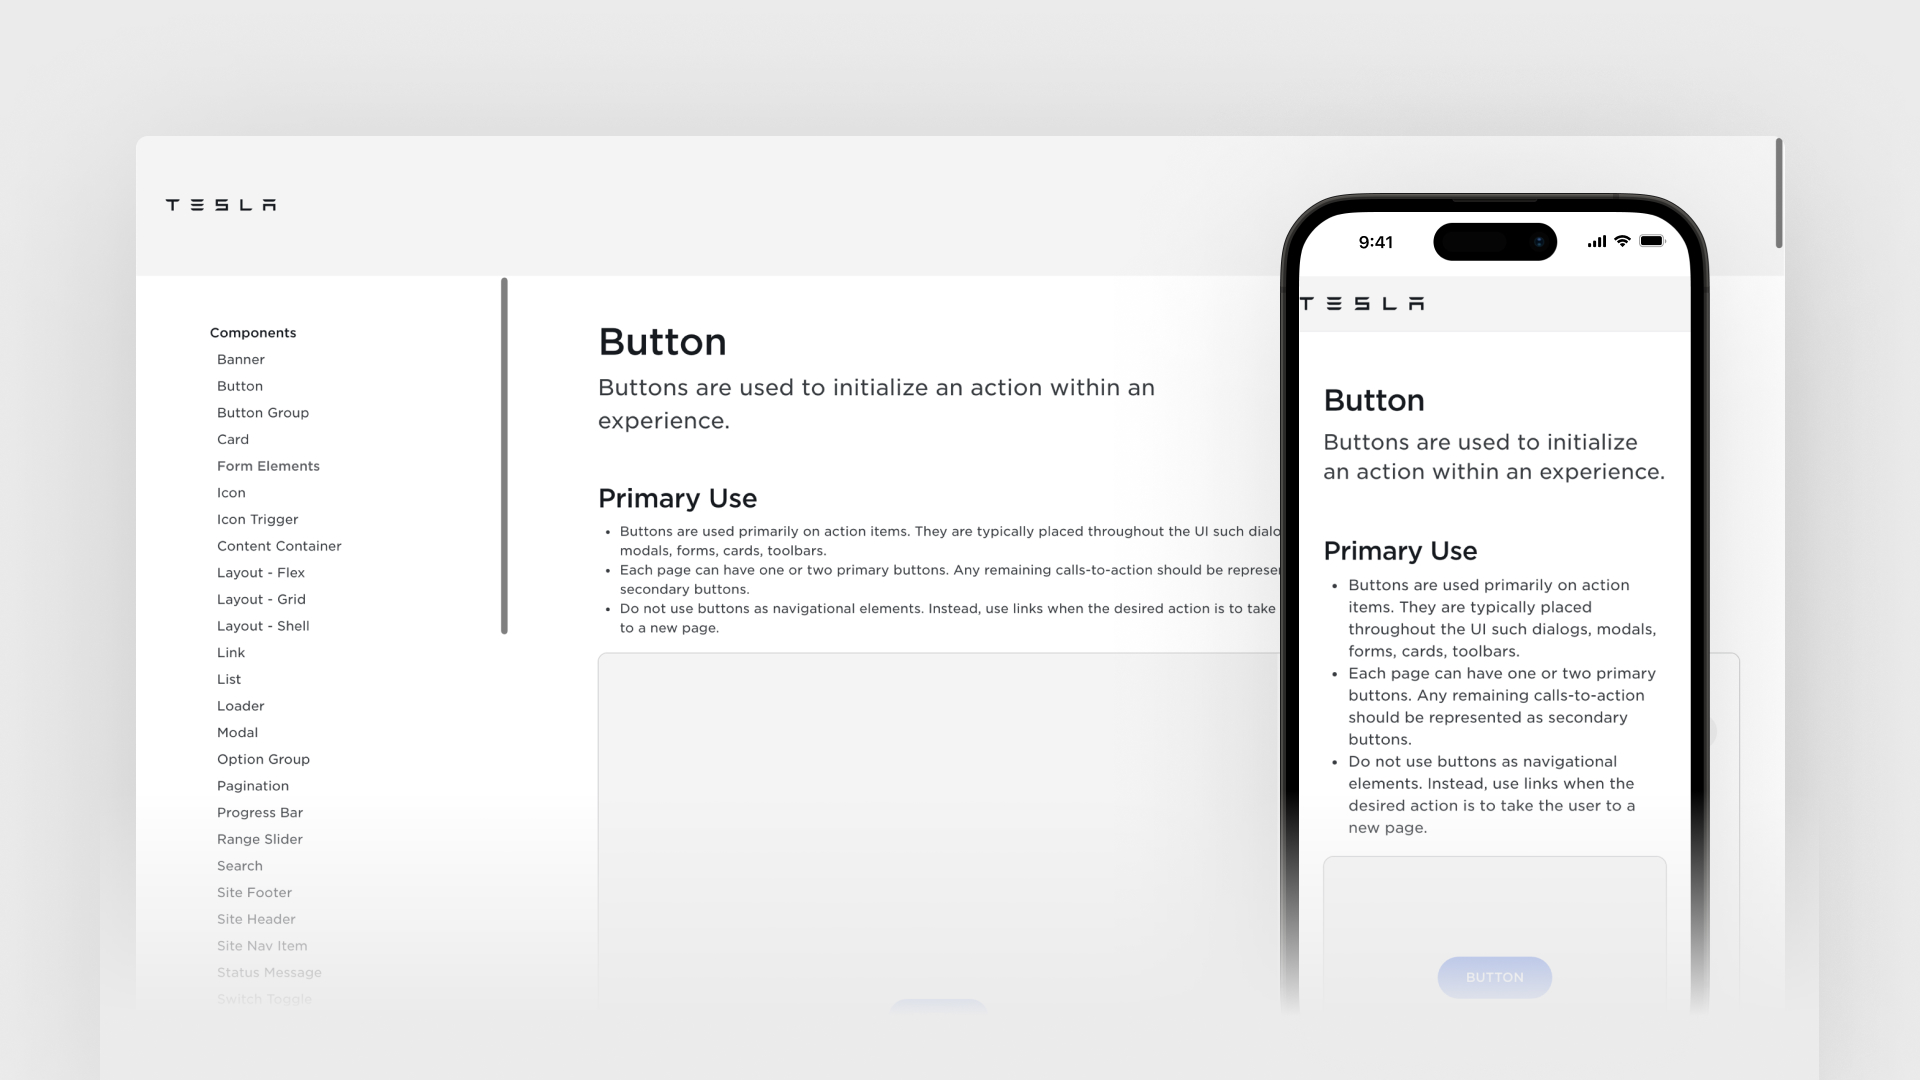 TESLA
Components
Banner
Button
Button Group
Card
Form Elements
Icon
Icon Trigger
Content Container
Layout - Flex
Layout - Grid
Layout - Shell
Link
List
Loader
Modal
Option Group
Pagination
Progress Bar
Range Slider
Search
Site Footer
Site Header
Site Nav Item
Status Message
Switch Toggle
Button
Buttons are used to initialize an action within an
experience.
Primary Use
• Buttons are used primarily on action items. They are typically placed throughout the UI such dialo
modals, forms, cards, toolbars.
• Each page can have one or two primary buttons. Any remaining calls-to-action should be represen
secondary buttons.
• Do not use buttons as navigational elements. Instead, use links when the desired action is to take
to a new page.
9:41
TESLA
Button
Buttons are used to initialize
an action within an experience.
Primary Use
• Buttons are used primarily on action
items. They are typically placed
throughout the UI such dialogs, modals,
forms, cards, toolbars.
• Each page can have one or two primary
buttons. Any remaining calls-to-action
should be represented as secondary
buttons.
• Do not use buttons as navigational
elements. Instead, use links when the
desired action is to take the user to a
new page.
BUTTON